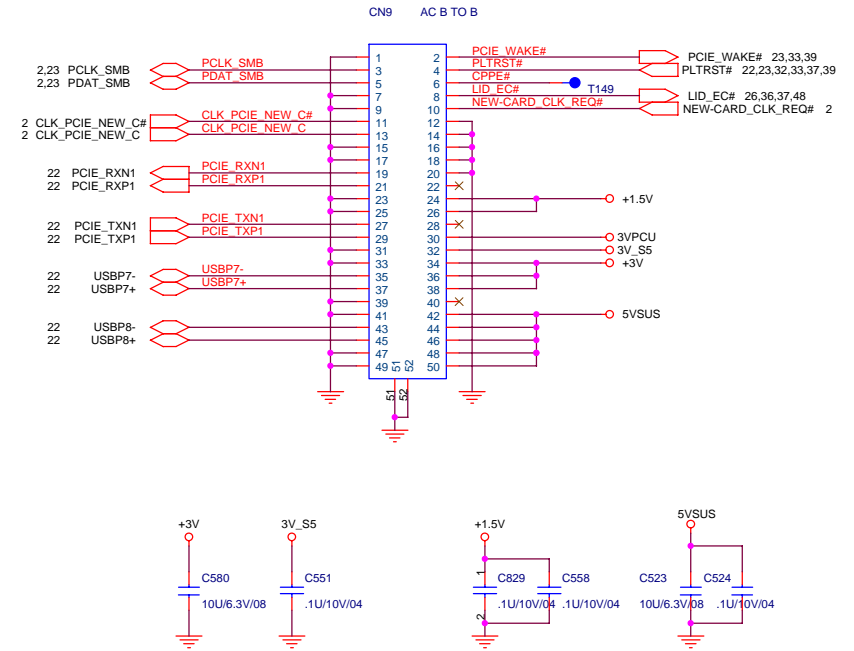 CN9 AC B TO B
1 2 PCIE_WAKE# PCIE_WAKE# 23,33,39
2,23 PCLK_SMB PCLK_SMB 3 4 PLTRST# PLTRST# 22,23,32,33,37,39
2,23 PDAT_SMB PDAT_SMB 5 6 CPPE# T149
7 8 LID_EC# LID_EC# 26,36,37,48
9 10 NEW-CARD_CLK_REQ# NEW-CARD_CLK_REQ# 2
2 CLK_PCIE_NEW_C# CLK_PCIE_NEW_C# 11 12
2 CLK_PCIE_NEW_C CLK_PCIE_NEW_C 13 14
15 16
17 18
22 PCIE_RXN1 PCIE_RXN1 19 20
22 PCIE_RXP1 PCIE_RXP1 21 22
23 24 +1.5V
25 26
22 PCIE_TXN1 PCIE_TXN1 27 28
22 PCIE_TXP1 PCIE_TXP1 29 30 3VPCU
31 32 3V_S5
33 34 +3V
22 USBP7- USBP7- 35 36
22 USBP7+ USBP7+ 37 38
39 40
41 42 5VSUS
22 USBP8- 43 44
22 USBP8+ 45 46
47 48
49 51 52 50
51 52
+3V 3V_S5 +1.5V 5VSUS
C580 C551 1 C829 C558 C523 C524
10U/6.3V/08 .1U/10V/04 .1U/10V/04 .1U/10V/04 10U/6.3V/08 .1U/10V/04
2